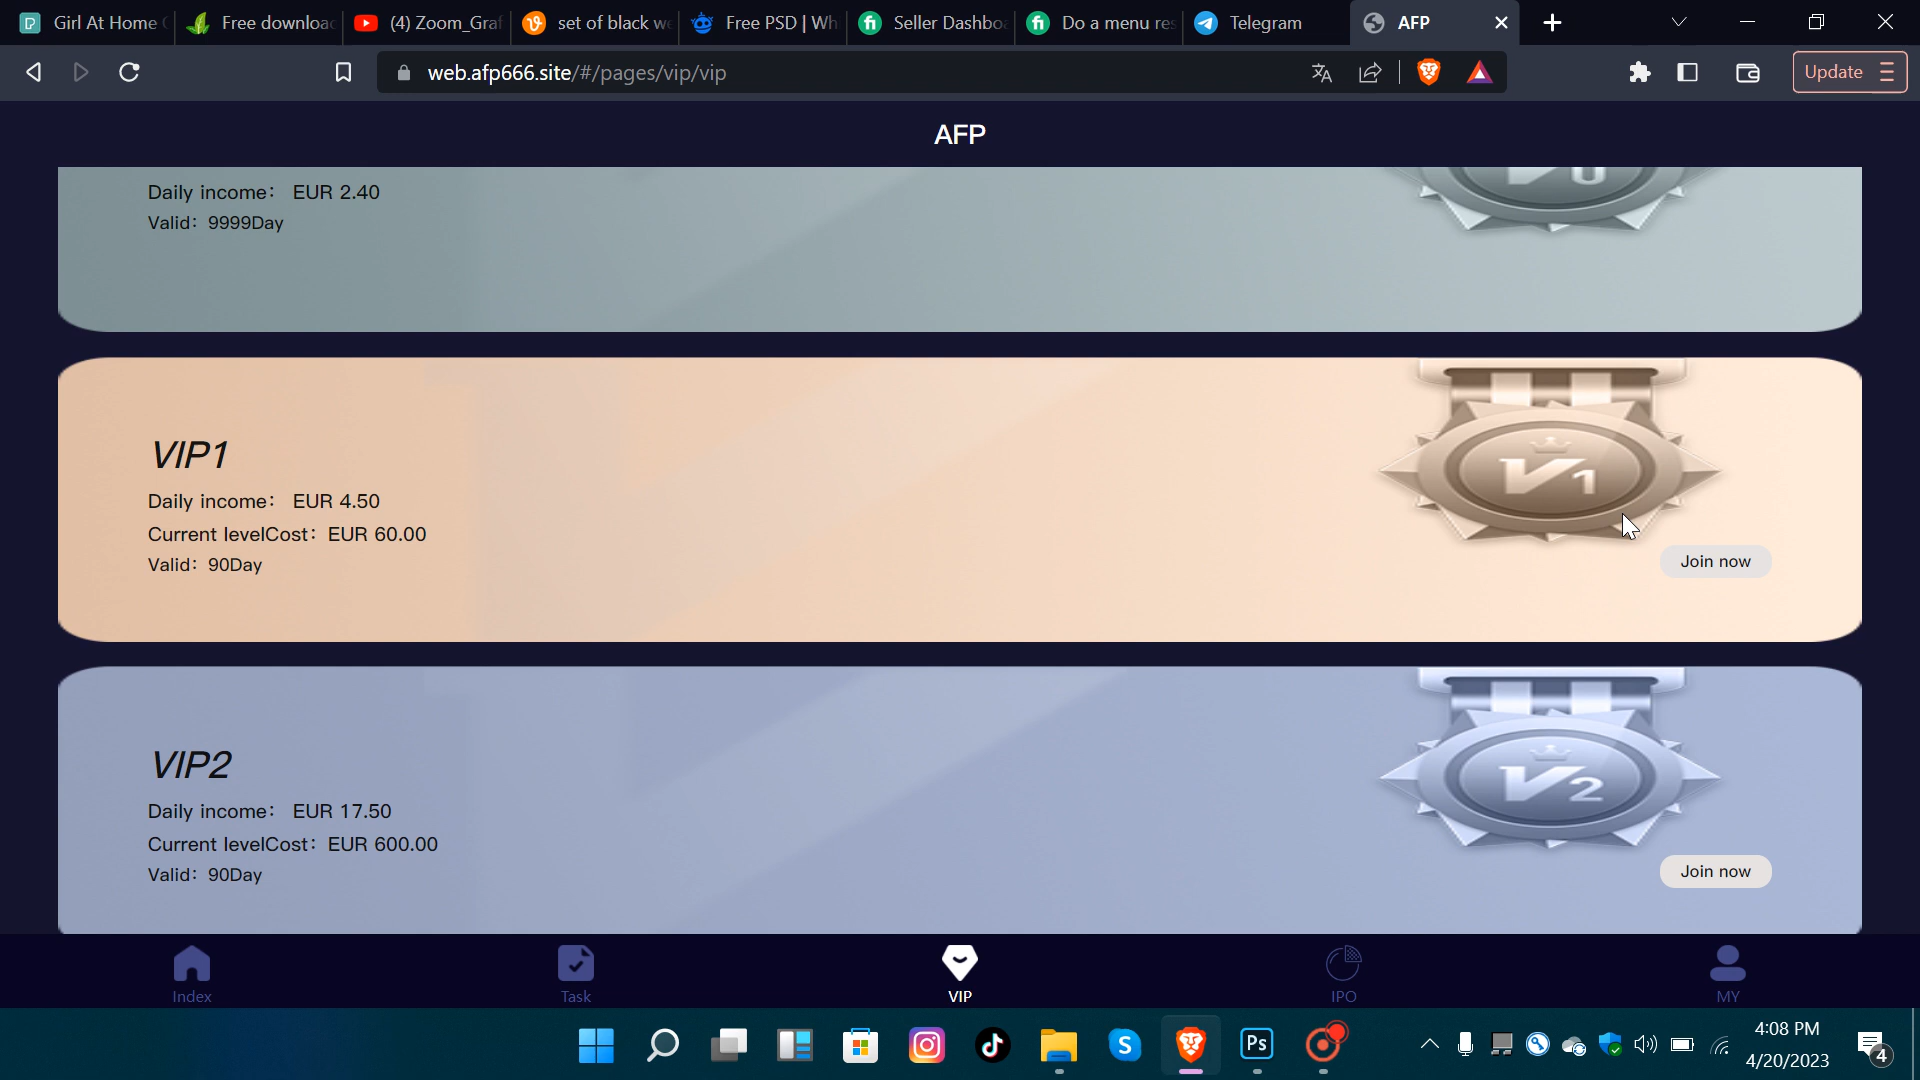 Girl At Home
Free downloa
(4) Zoom_Gra
set of black w
Free PSD | Wh
Seller Dashbo
Do a menu re
Telegram
AFP
web.afp666.site/#/pages/vip/vip
Update
AFP
Daily income: EUR 2.40
Valid: 9999Day
VIP1
Daily income: EUR 4.50
Current levelCost: EUR 60.00
Valid: 90Day
V1
Join now
VIP2
Daily income: EUR 17.50
Current levelCost: EUR 600.00
Valid: 90Day
V2
Join now
Index
Task
VIP
IPO
MY
Ps
4:08 PM
4/20/2023
4